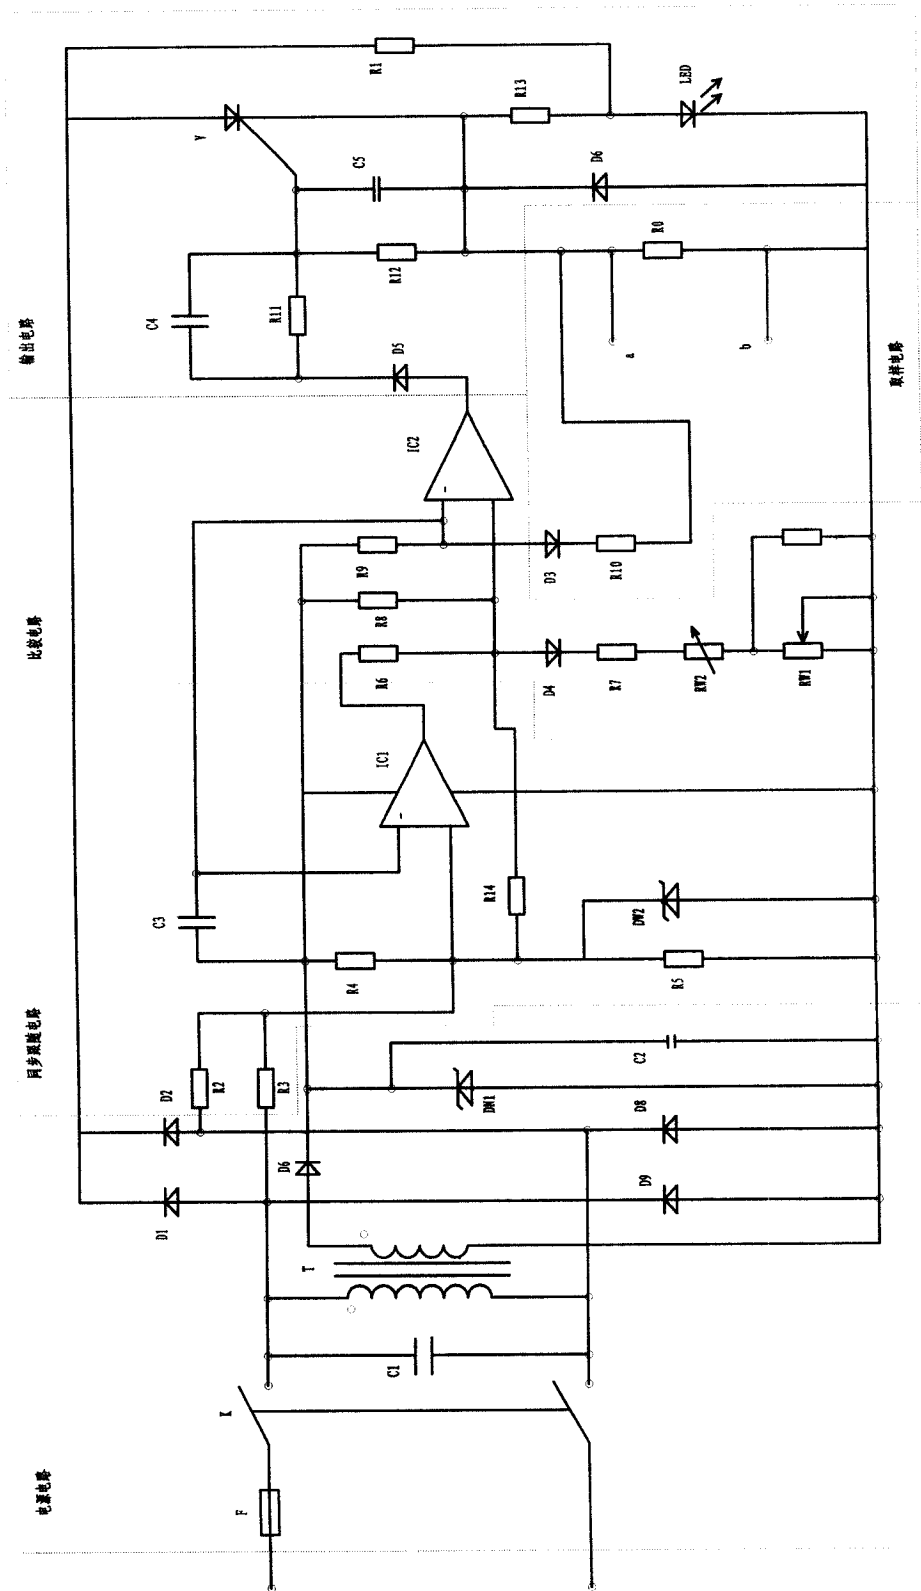 电源电路
同步跟随电路
比较电路
输出电路
取样电路
F
K
C1
T
D1
D2
D6
R2
R3
D9
D8
DW1
C2
C3
R4
R14
R5
DW2
IC1
-
R6
R8
R9
D4
R7
RW2
RW1
D3
R10
IC2
-
D5
C4
R11
R12
C5
V
R1
R13
LED
D6
R0
a
b